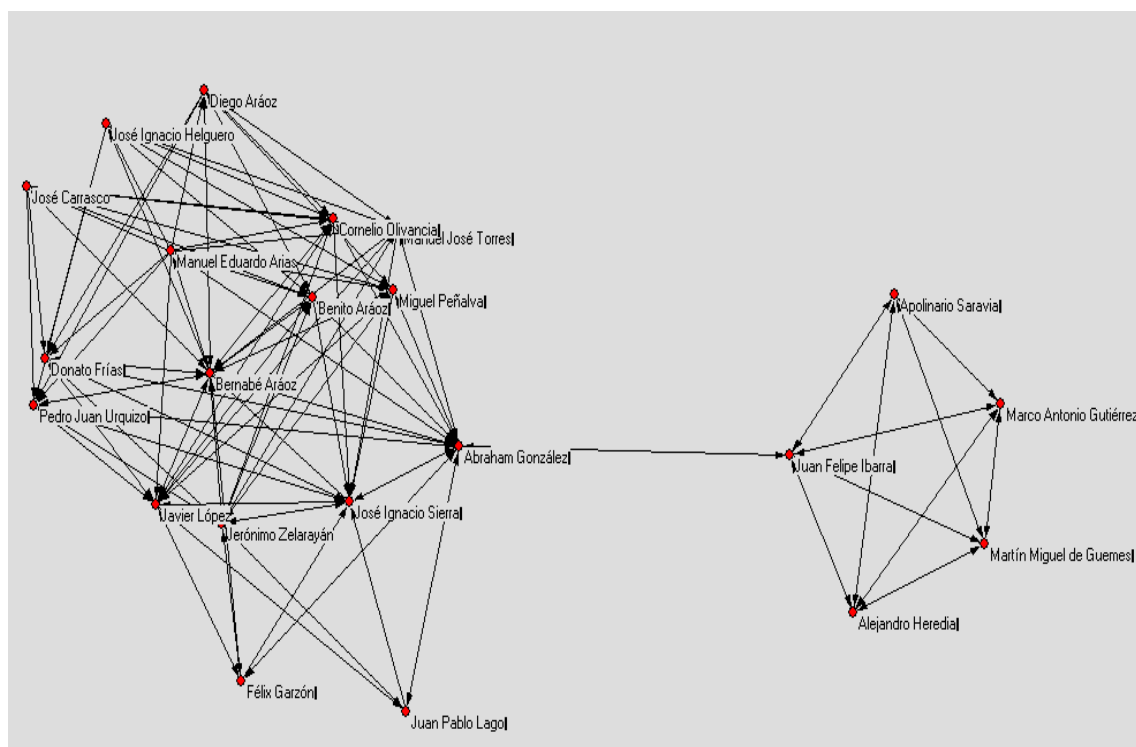 Diego Aráoz
José Ignacio Helguero
José Carrasco
Cornelio Olivancia
Manuel José Torres
Manuel Eduardo Arias
Apolinario Saravia
Miguel Peñalva
Benito Aráoz
Donato Frías
Bernabé Aráoz
Pedro Juan Urquizo
Marco Antonio Gutiérrez
Abraham González
Juan Felipe Ibarra
Javier López
José Ignacio Sierra
Jerónimo Zelarayán
Martín Miguel de Guemes
Alejandro Heredia
Félix Garzón
Juan Pablo Lago